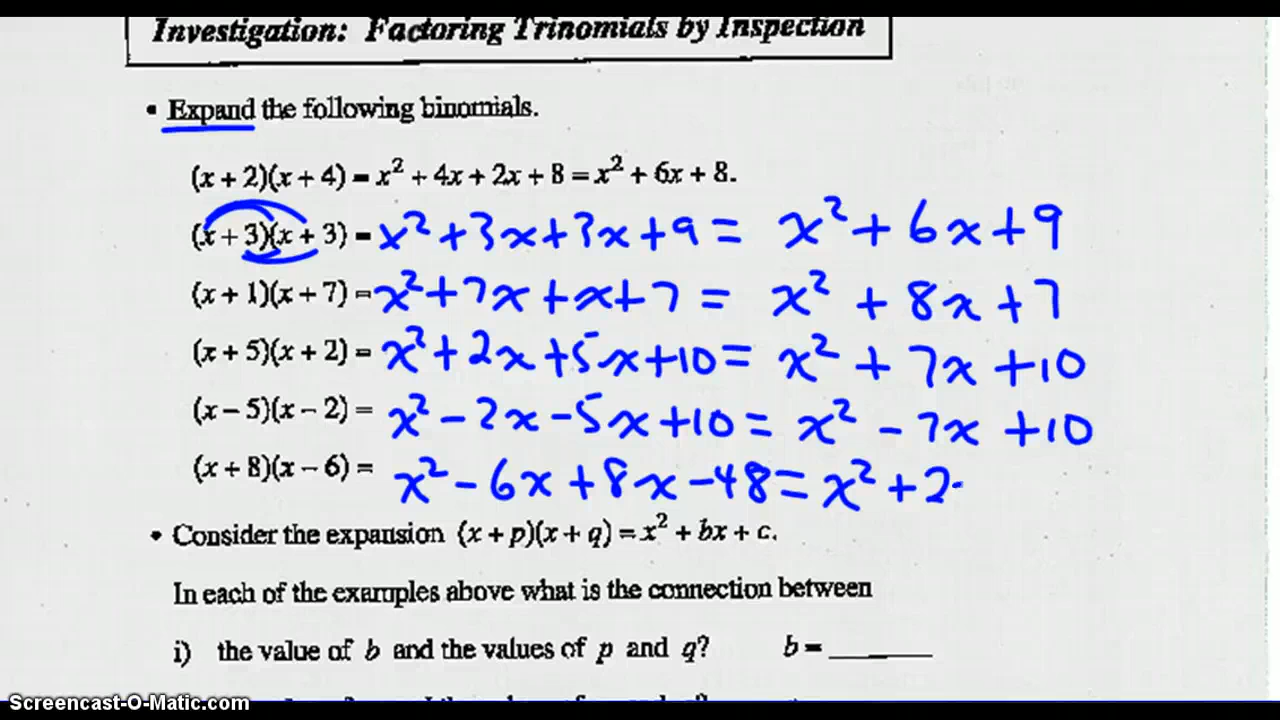 Investigation: Factoring Trinomials by Inspection
• Expand the following binomials.
(x + 2)(x + 4) = x² + 4x + 2x + 8 = x² + 6x + 8.
(x + 3)(x + 3) = x² + 3x + 3x + 9 = x² + 6x + 9
(x + 1)(x + 7) = x² + 7x + x + 7 = x² + 8x + 7
(x + 5)(x + 2) = x² + 2x + 5x + 10 = x² + 7x + 10
(x − 5)(x − 2) = x² − 2x − 5x + 10 = x² − 7x + 10
(x + 8)(x − 6) = x² − 6x + 8x − 48 = x² + 2
• Consider the expansion (x + p)(x + q) = x² + bx + c.
In each of the examples above what is the connection between
i) the value of b and the values of p and q? b = ______
Screencast-O-Matic.com